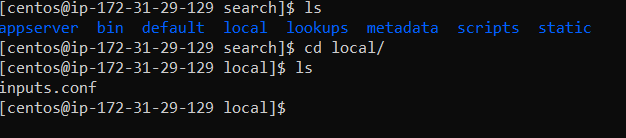 [centos@ip-172-31-29-129 search]$ ls
appserver  bin  default  local  lookups  metadata  scripts  static
[centos@ip-172-31-29-129 search]$ cd local/
[centos@ip-172-31-29-129 local]$ ls
inputs.conf
[centos@ip-172-31-29-129 local]$